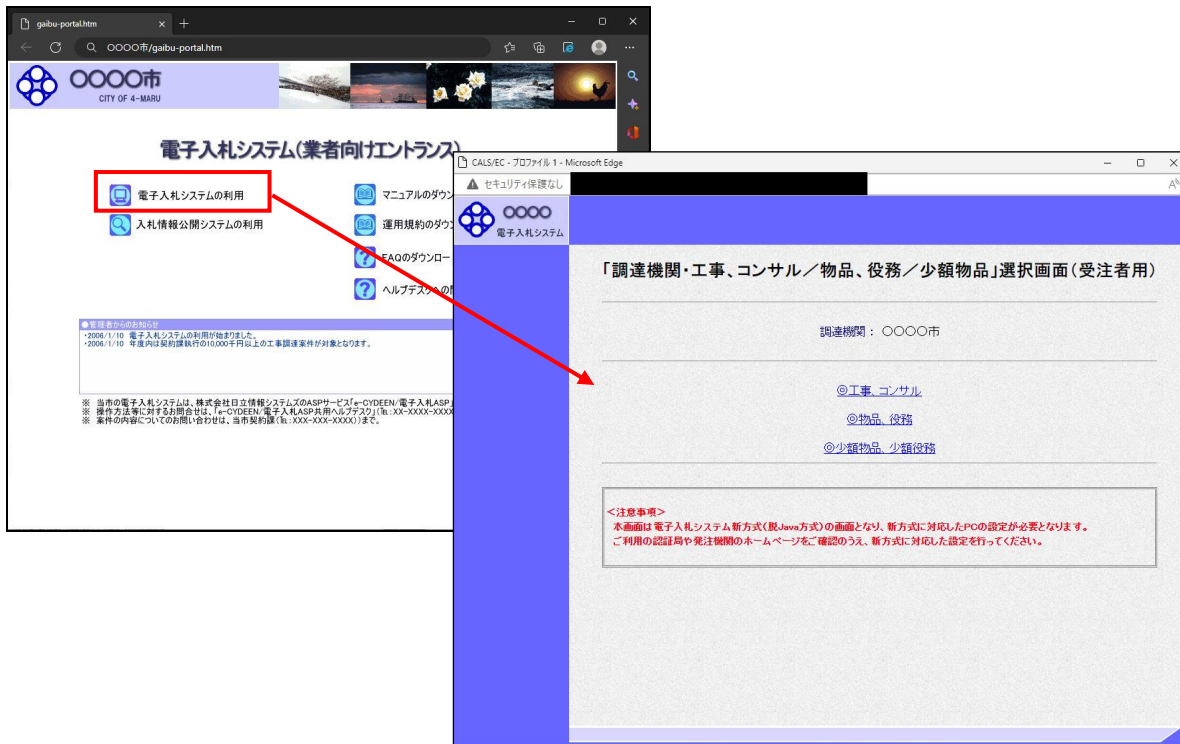 gaibu-portal.htm
〇〇〇〇市/gaibu-portal.htm
〇〇〇〇市
CITY OF 4-MARU
電子入札システム(業者向けエントランス)
電子入札システムの利用
マニュアルのダウン
入札情報公開システムの利用
運用規約のダウ
FAQのダウンロー
ヘルプデスクへの
●管理者からのお知らせ
・2006/1/10 電子入札システムの利用が始まりました。
・2006/1/10 年度内は契約課執行の10,000千円以上の工事調達案件が対象となります。
※ 当市の電子入札システムは、株式会社日立情報システムズのASPサービス「e-CYDEEN/電子入札ASP」
※ 操作方法等に対するお問合せは、「e-CYDEEN/電子入札ASP共用ヘルプデスク」(℡:XX-XXXX-XXXX
※ 案件の内容についてのお問い合わせは、当市契約課(℡:XXX-XXX-XXXX))まで。
CALS/EC - プロファイル 1 - Microsoft Edge
セキュリティ保護なし
〇〇〇〇
電子入札システム
「調達機関・工事、コンサル／物品、役務／少額物品」選択画面(受注者用)
調達機関： 〇〇〇〇市
◎工事、コンサル
◎物品、役務
◎少額物品、少額役務
＜注意事項＞
本画面は電子入札システム新方式(脱Java方式)の画面となり、新方式に対応したPCの設定が必要となります。
ご利用の認証局や発注機関のホームページをご確認のうえ、新方式に対応した設定を行ってください。